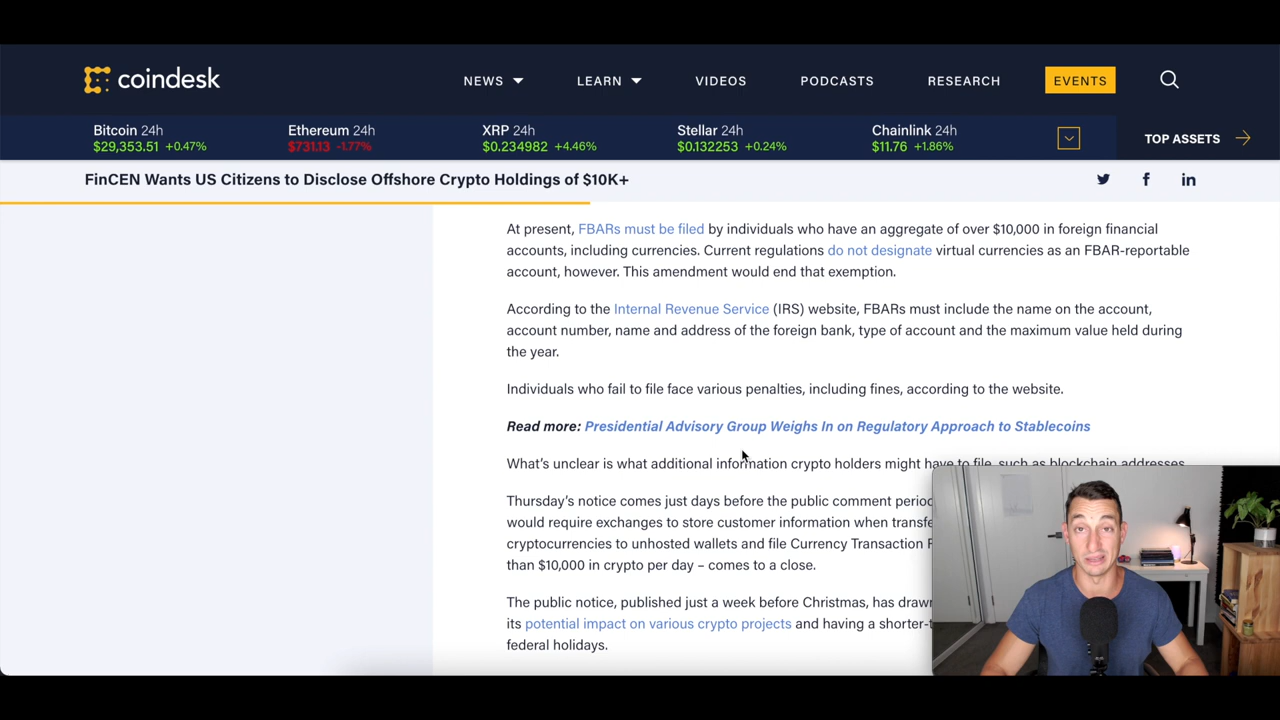 coindesk
NEWS
LEARN
VIDEOS
PODCASTS
RESEARCH
EVENTS
Bitcoin 24h
$29,353.51 +0.47%
Ethereum 24h
$731.13 -1.77%
XRP 24h
$0.234982 +4.46%
Stellar 24h
$0.132253 +0.24%
Chainlink 24h
$11.76 +1.86%
TOP ASSETS
FinCEN Wants US Citizens to Disclose Offshore Crypto Holdings of $10K+
At present, FBARs must be filed by individuals who have an aggregate of over $10,000 in foreign financial
accounts, including currencies. Current regulations do not designate virtual currencies as an FBAR-reportable
account, however. This amendment would end that exemption.
According to the Internal Revenue Service (IRS) website, FBARs must include the name on the account,
account number, name and address of the foreign bank, type of account and the maximum value held during
the year.
Individuals who fail to file face various penalties, including fines, according to the website.
Read more: Presidential Advisory Group Weighs In on Regulatory Approach to Stablecoins
What's unclear is what additional information crypto holders might have to file, such as blockchain addresses.
Thursday's notice comes just days before the public comment perio
would require exchanges to store customer information when transfe
cryptocurrencies to unhosted wallets and file Currency Transaction
than $10,000 in crypto per day – comes to a close.
The public notice, published just a week before Christmas, has draw
its potential impact on various crypto projects and having a shorter-t
federal holidays.